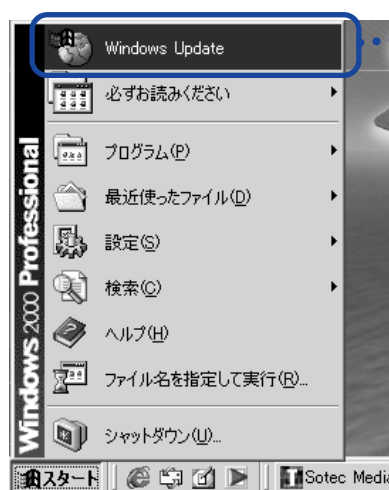 Windows Update
必ずお読みください
プログラム(P)
最近使ったファイル(D)
設定(S)
検索(C)
ヘルプ(H)
ファイル名を指定して実行(R)...
シャットダウン(U)...
Windows 2000 Professional
スタート
Sotec Media